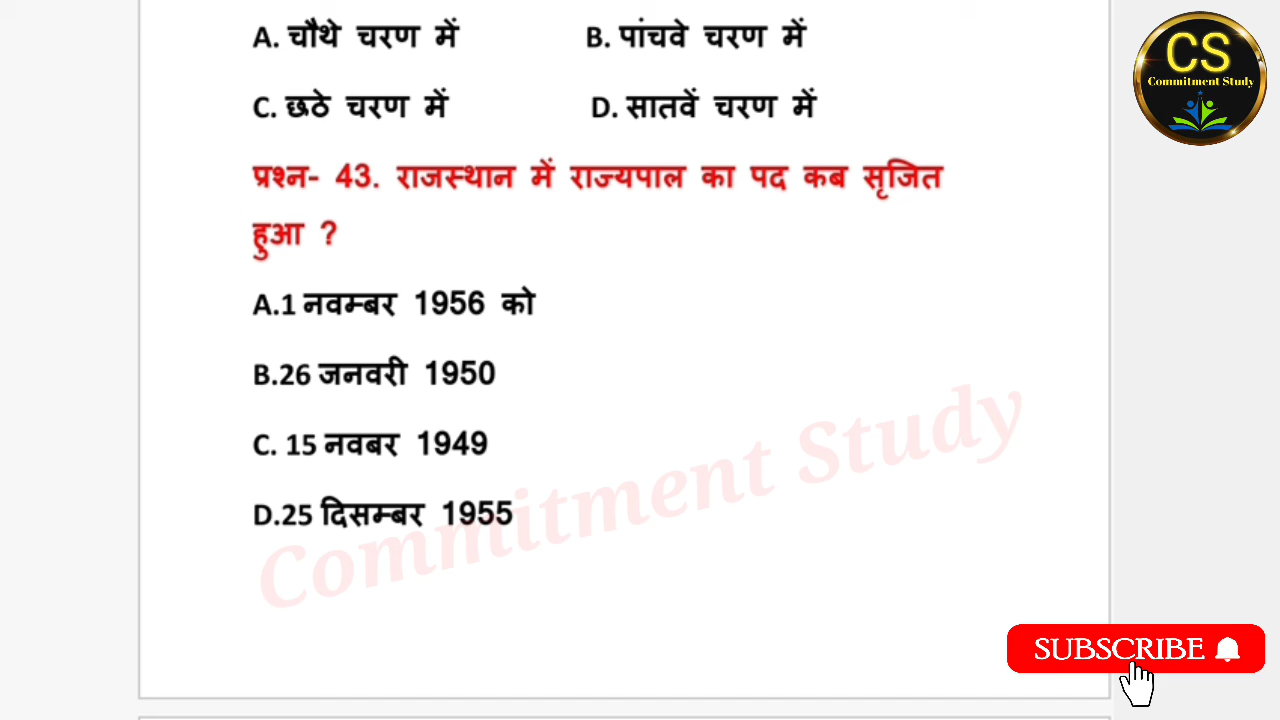 A. चौथे चरण में B. पांचवे चरण में
C. छठे चरण में D. सातवें चरण में
प्रश्न- 43. राजस्थान में राज्यपाल का पद कब सृजित
हुआ ?
A.1 नवम्बर 1956 को
B.26 जनवरी 1950
C. 15 नवबर 1949
D.25 दिसम्बर 1955
Commitment Study
CS
Commitment Study
SUBSCRIBE